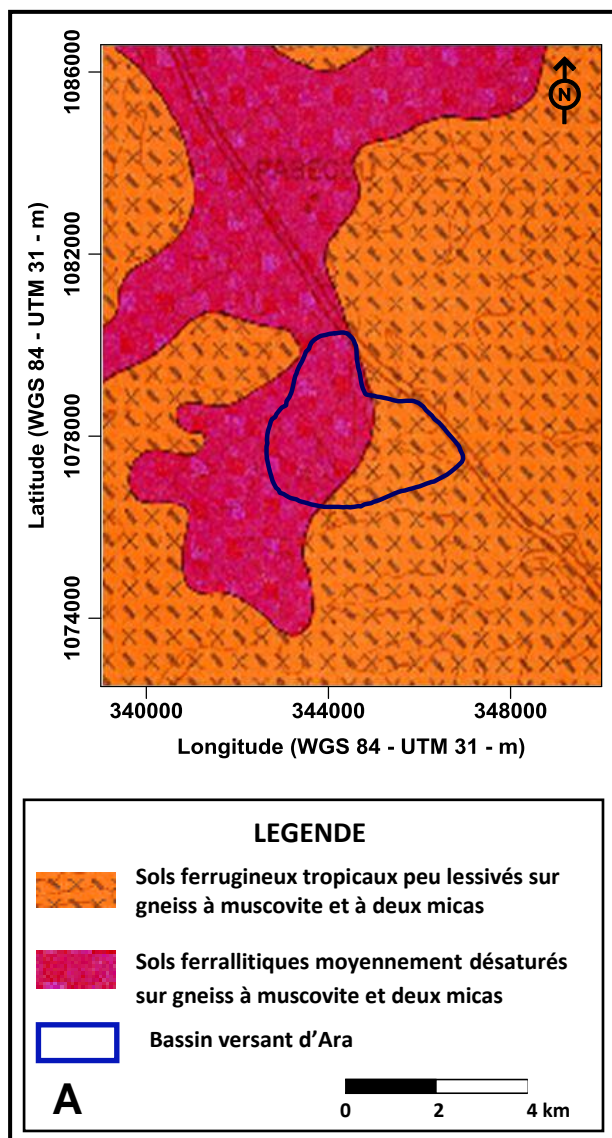 N
PABEGOU
1086000
1082000
1078000
1074000
Latitude (WGS 84 - UTM 31 - m)
340000 344000 348000
Longitude (WGS 84 - UTM 31 - m)
LEGENDE
Sols ferrugineux tropicaux peu lessivés sur
gneiss à muscovite et à deux micas
Sols ferrallitiques moyennement désaturés
sur gneiss à muscovite et deux micas
Bassin versant d’Ara
A
0 2 4 km